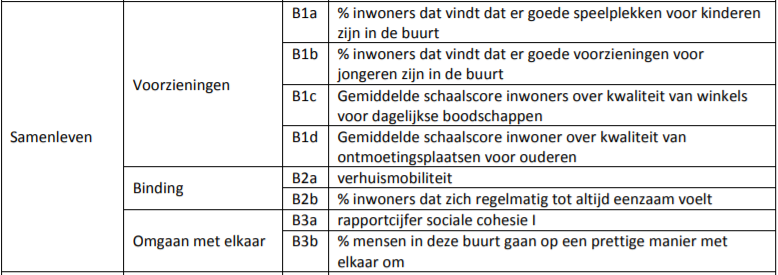 B1a % inwoners dat vindt dat er goede speelplekken voor kinderen
zijn in de buurt
B1b % inwoners dat vindt dat er goede voorzieningen voor
jongeren zijn in de buurt
Voorzieningen
B1c Gemiddelde schaalscore inwoners over kwaliteit van winkels
voor dagelijkse boodschappen
Samenleven
B1d Gemiddelde schaalscore inwoner over kwaliteit van
ontmoetingsplaatsen voor ouderen
Binding
B2a verhuismobiliteit
B2b % inwoners dat zich regelmatig tot altijd eenzaam voelt
Omgaan met elkaar
B3a rapportcijfer sociale cohesie I
B3b % mensen in deze buurt gaan op een prettige manier met
elkaar om